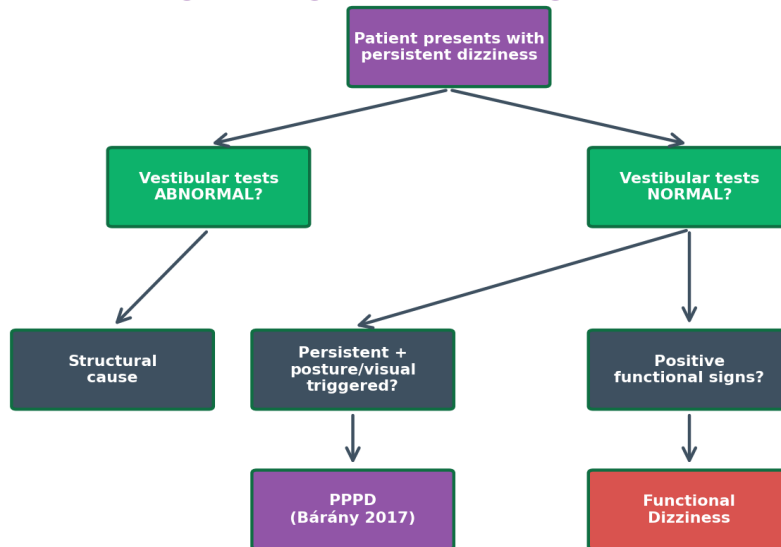 Patient presents with
persistent dizziness
Vestibular tests
ABNORMAL?
Vestibular tests
NORMAL?
Structural
cause
Persistent +
posture/visual
triggered?
Positive
functional signs?
PPPD
(Bárány 2017)
Functional
Dizziness